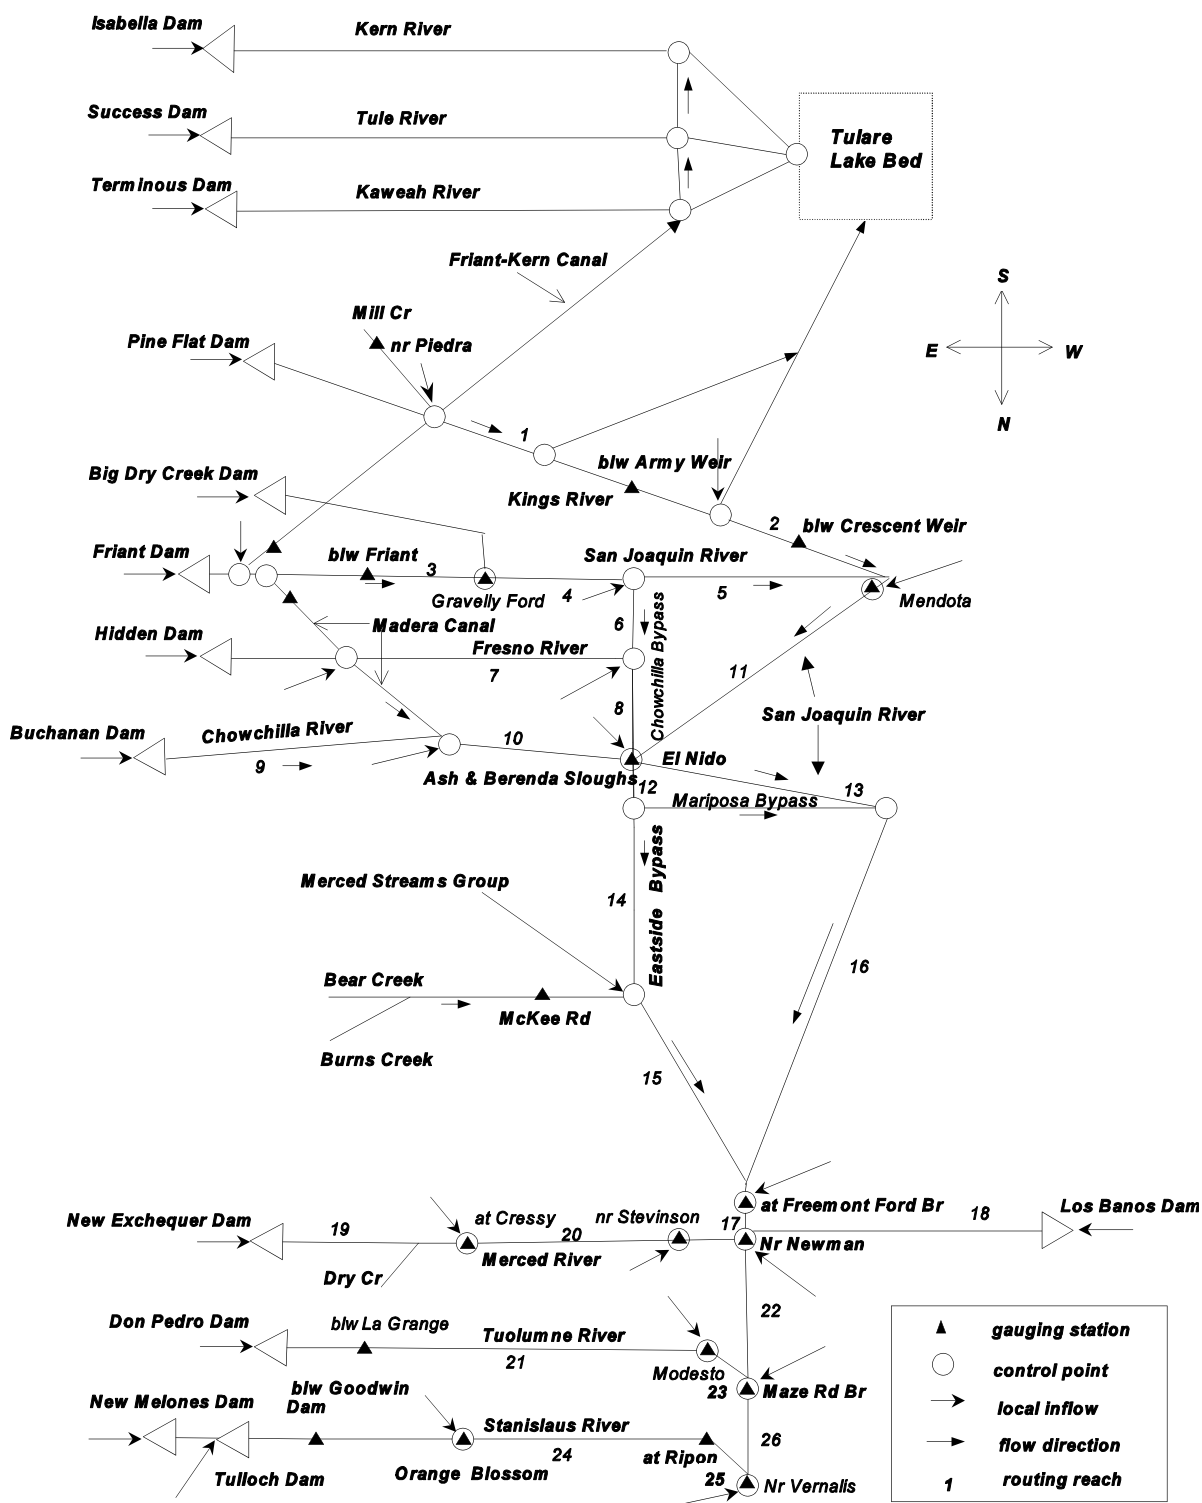 Isabella Dam
Kern River
Success Dam
Tule River
Tulare
Lake Bed
Terminous Dam
Kaweah River
Friant-Kern Canal
S
Mill Cr
Pine Flat Dam
nr Piedra
E
W
N
1
blw Army Weir
Big Dry Creek Dam
Kings River
2
blw Crescent Weir
Friant Dam
blw Friant
3
San Joaquin River
Gravelly Ford
4
5
Mendota
Hidden Dam
Madera Canal
6
Chowchilla Bypass
Fresno River
7
11
8
San Joaquin River
Buchanan Dam
Chowchilla River
9
10
El Nido
Ash & Berenda Sloughs
12
13
Mariposa Bypass
Merced Streams Group
14
Eastside Bypass
16
Bear Creek
McKee Rd
Burns Creek
15
at Freemont Ford Br
Los Banos Dam
New Exchequer Dam
19
at Cressy
nr Stevinson
17
18
20
Nr Newman
Merced River
Dry Cr
22
Don Pedro Dam
blw La Grange
Tuolumne River
21
Modesto
23
Maze Rd Br
New Melones Dam
blw Goodwin
Dam
Stanislaus River
24
26
at Ripon
Tulloch Dam
Orange Blossom
25
Nr Vernalis
gauging station
control point
local inflow
flow direction
1
routing reach